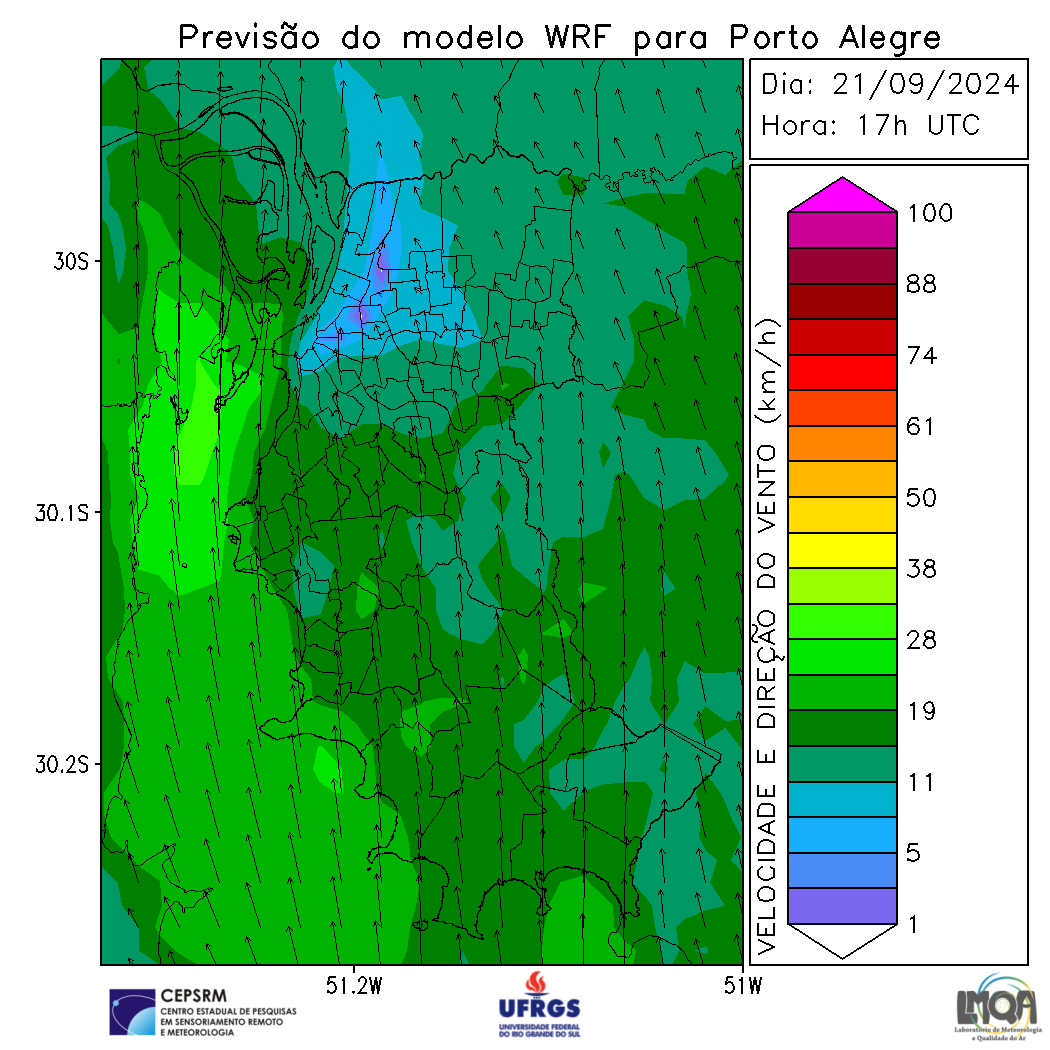 Previsão do modelo WRF para Porto Alegre
Dia: 21/09/2024
Hora: 17h UTC
30S
30.1S
30.2S
51.2W
51W
VELOCIDADE E DIREÇÃO DO VENTO (km/h)
100
88
74
61
50
38
28
19
11
5
1
CEPSRM
CENTRO ESTADUAL DE PESQUISAS
EM SENSORIAMENTO REMOTO
E METEOROLOGIA
UFRGS
UNIVERSIDADE FEDERAL
DO RIO GRANDE DO SUL
LMQA
Laboratório de Meteorologia
e Qualidade do Ar